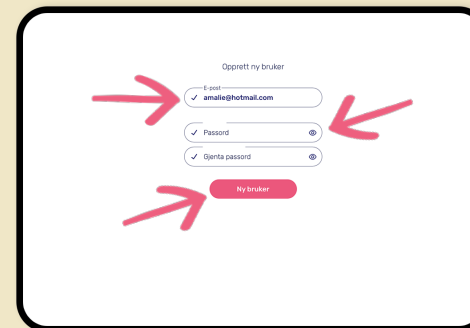 Opprett ny bruker
E-post
amalie@hotmail.com
Passord
Gjenta passord
Ny bruker